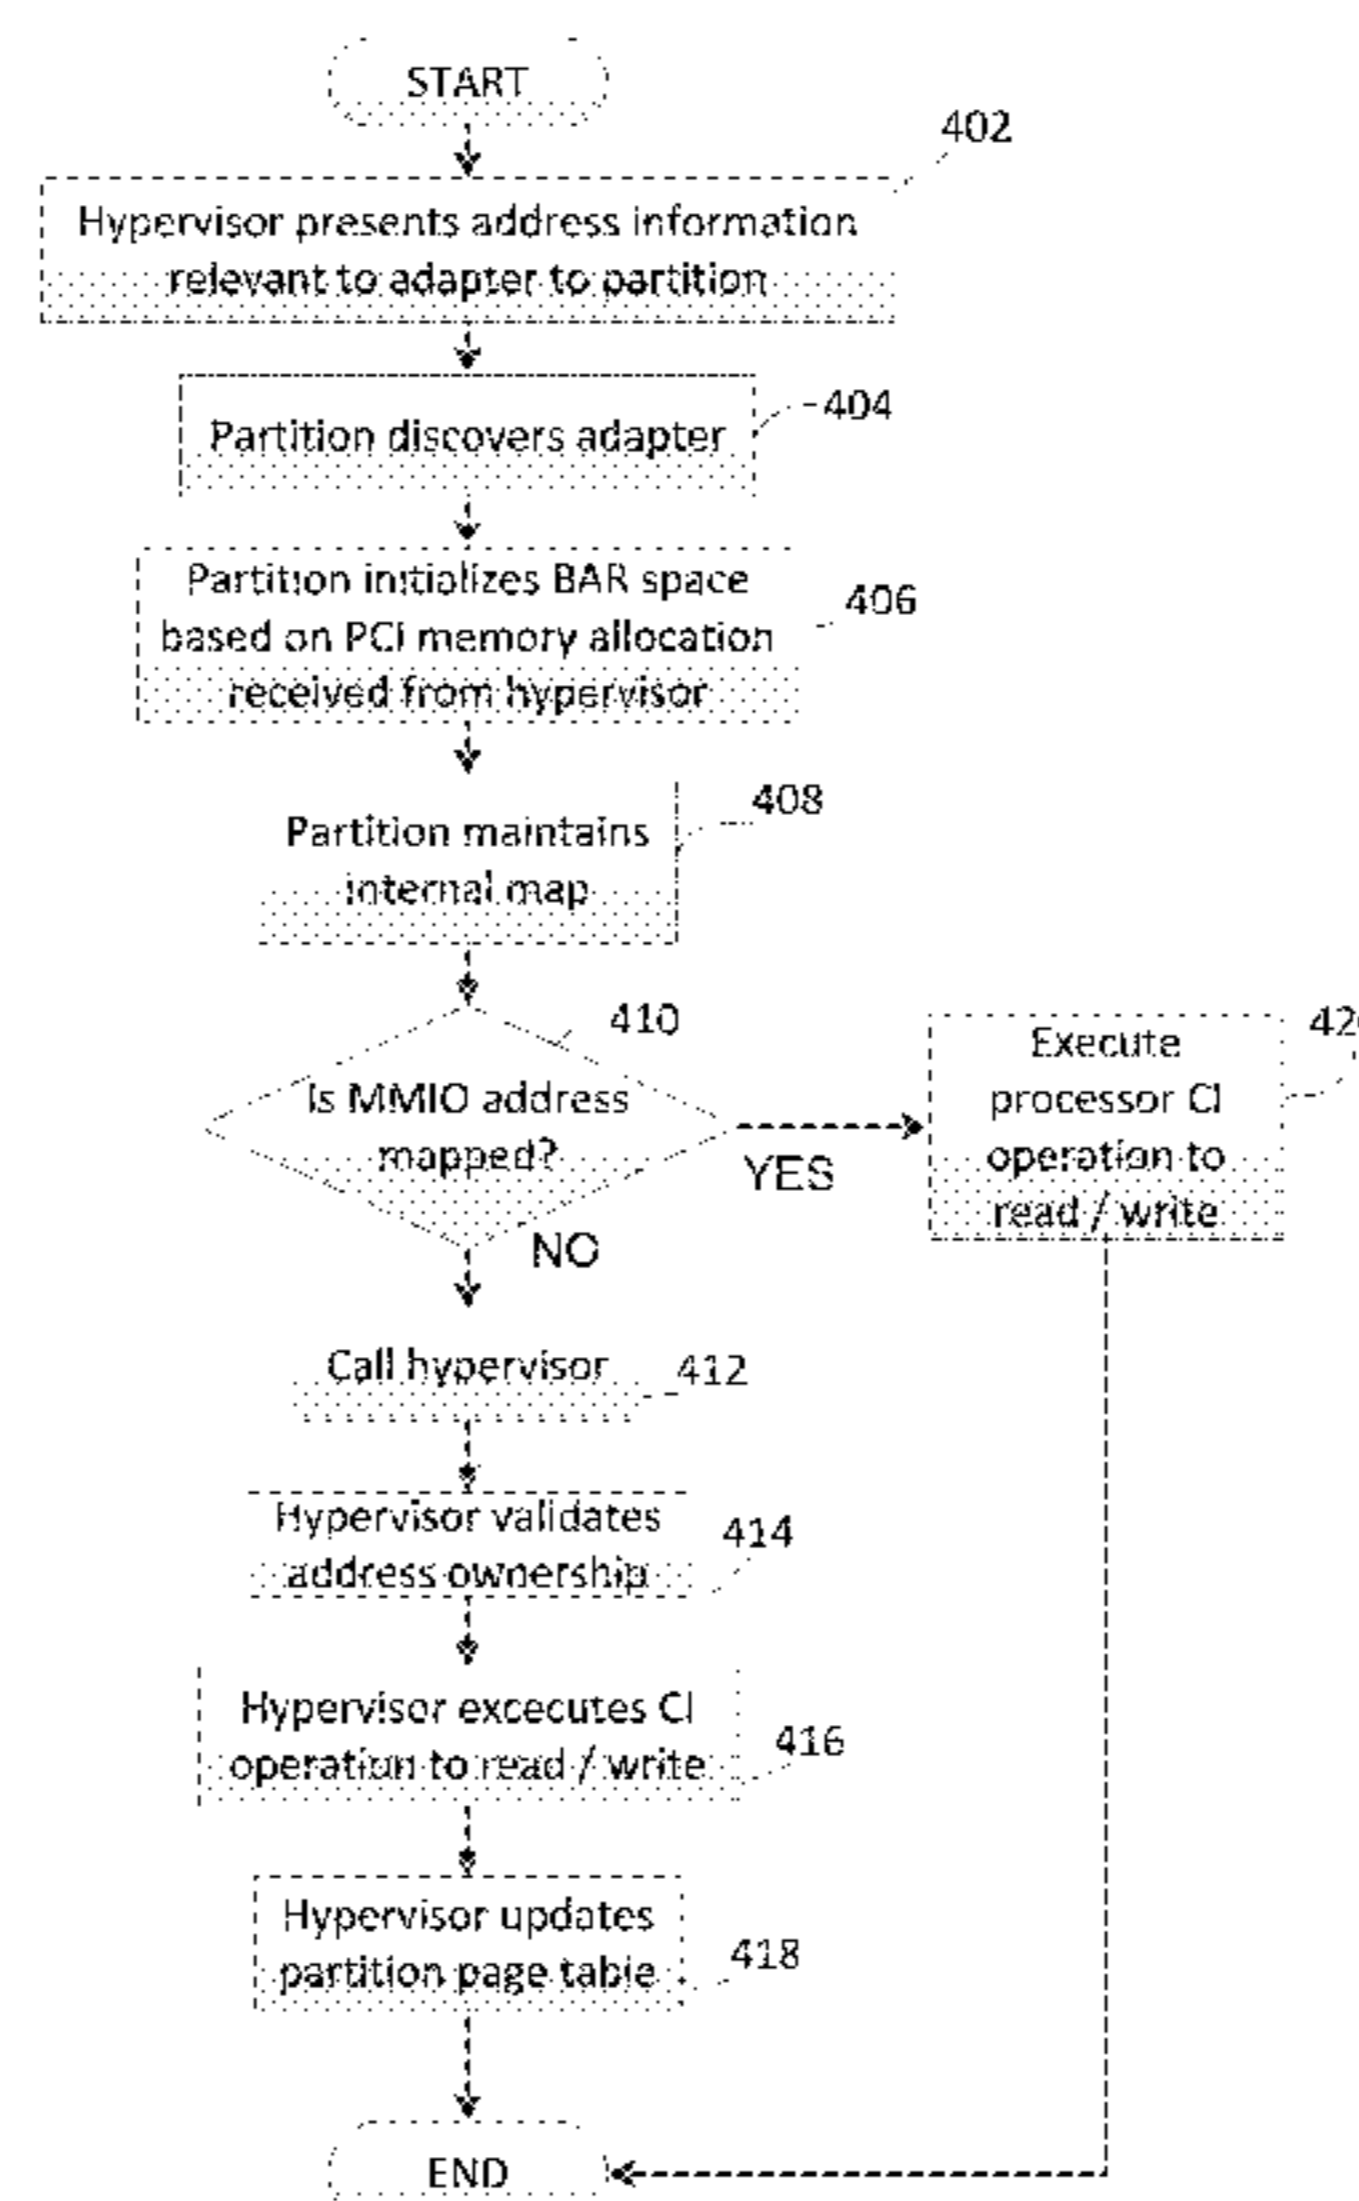 START
402
Hypervisor presents address information
relevant to adapter to partition
404
Partition discovers adapter
Partition initializes BAR space
based on PCI memory allocation
received from hypervisor
406
408
Partition maintains
internal map
410
Is MMIO address
mapped?
YES
NO
Execute
processor CI
operation to
read / write
Call hypervisor
412
Hypervisor validates
address ownership
414
Hypervisor excecutes CI
operation to read / write
416
Hypervisor updates
partition page table
418
END